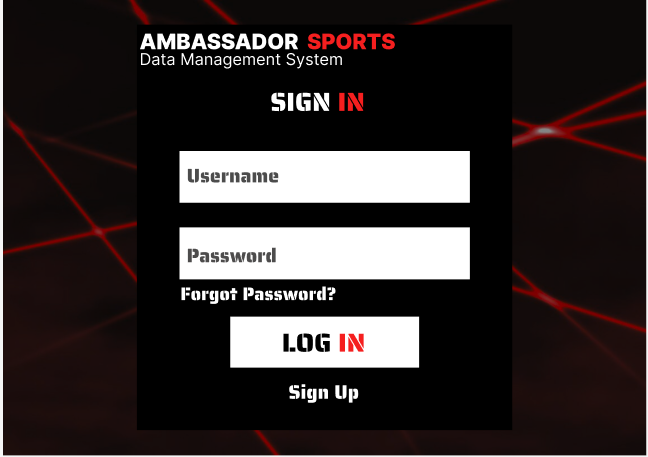 AMBASSADOR SPORTS
Data Management System
SIGN IN
Username
Password
Forgot Password?
LOG IN
Sign Up